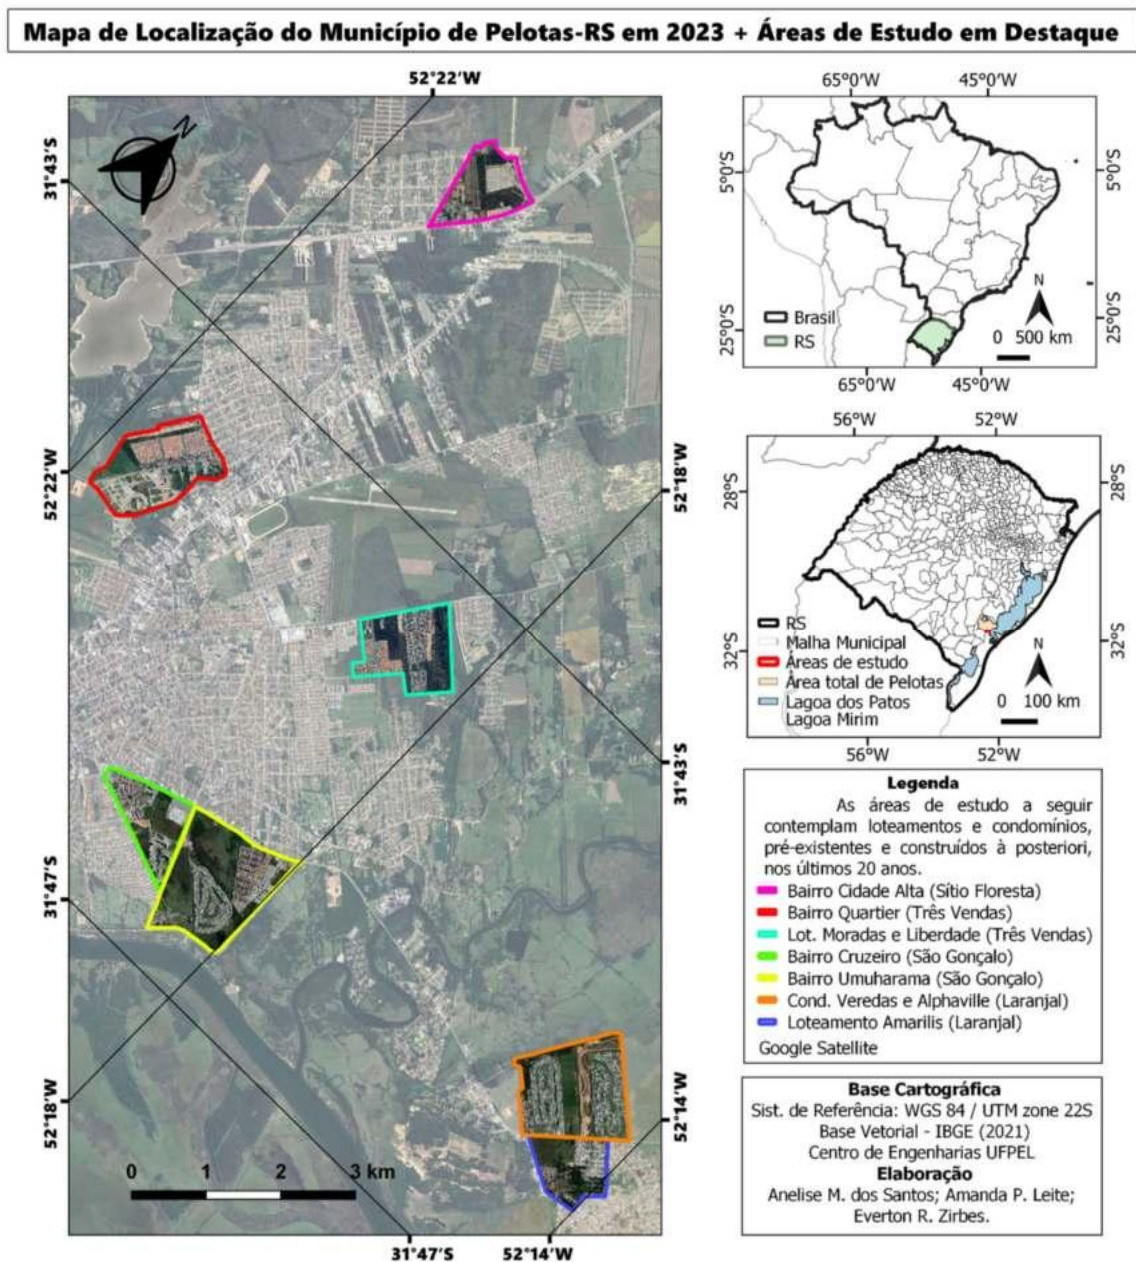 Mapa de Localização do Município de Pelotas-RS em 2023 + Áreas de Estudo em Destaque
52°22'W
31°43'S
N
52°22'W
52°18'W
31°43'S
31°47'S
52°18'W
52°14'W
0 1 2 3 km
31°47'S
52°14'W
65°0'W
45°0'W
5°0'S
5°0'S
25°0'S
25°0'S
Brasil
RS
N
0 500 km
65°0'W
45°0'W
56°W
52°W
28°S
28°S
32°S
32°S
RS
Malha Municipal
Áreas de estudo
Área total de Pelotas
Lagoa dos Patos
Lagoa Mirim
N
0 100 km
56°W
52°W
Legenda
As áreas de estudo a seguir
contemplam loteamentos e condomínios,
pré-existentes e construídos à posteriori,
nos últimos 20 anos.
Bairro Cidade Alta (Sítio Floresta)
Bairro Quartier (Três Vendas)
Lot. Moradas e Liberdade (Três Vendas)
Bairro Cruzeiro (São Gonçalo)
Bairro Umuharama (São Gonçalo)
Cond. Veredas e Alphaville (Laranjal)
Loteamento Amarilis (Laranjal)
Google Satellite
Base Cartográfica
Sist. de Referência: WGS 84 / UTM zone 22S
Base Vetorial - IBGE (2021)
Centro de Engenharias UFPEL
Elaboração
Anelise M. dos Santos; Amanda P. Leite;
Everton R. Zirbes.